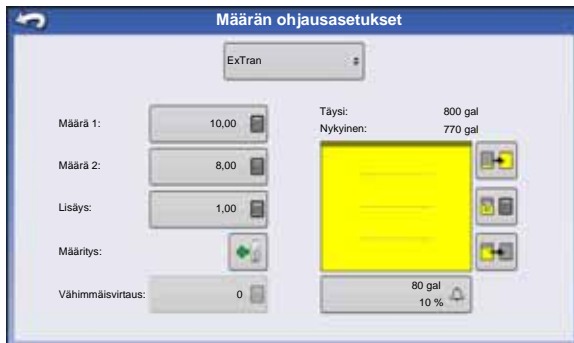 Määrän ohjausasetukset
ExTran
Määrä 1: 10,00
Määrä 2: 8,00
Lisäys: 1,00
Määritys:
Vähimmäisvirtaus: 0
Täysi: 800 gal
Nykyinen: 770 gal
80 gal
10 %